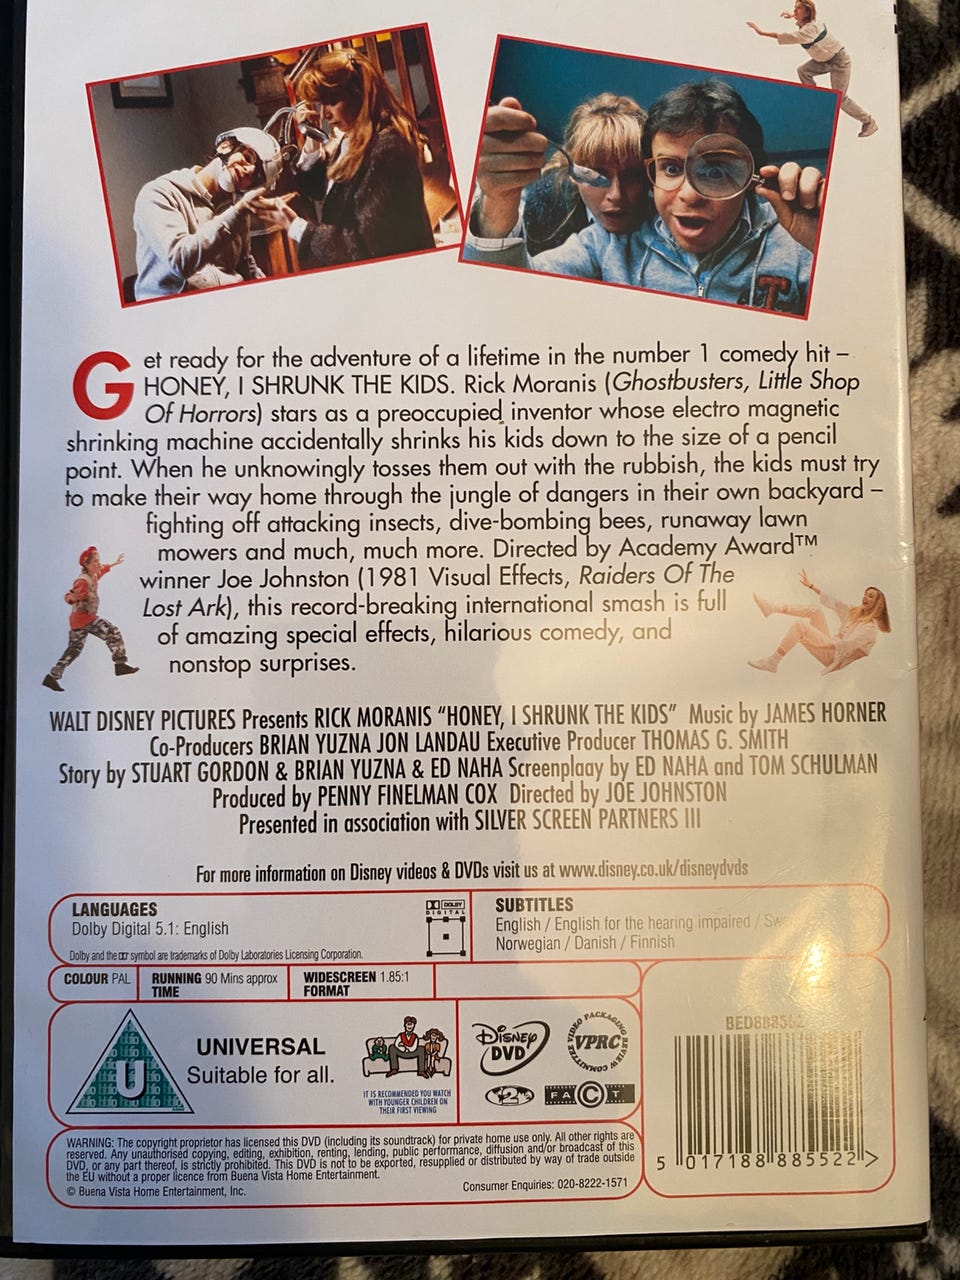 Get ready for the adventure of a lifetime in the number 1 comedy hit –
HONEY, I SHRUNK THE KIDS. Rick Moranis (Ghostbusters, Little Shop
Of Horrors) stars as a preoccupied inventor whose electro magnetic
shrinking machine accidentally shrinks his kids down to the size of a pencil
point. When he unknowingly tosses them out with the rubbish, the kids must try
to make their way home through the jungle of dangers in their own backyard –
fighting off attacking insects, dive-bombing bees, runaway lawn
mowers and much, much more. Directed by Academy Award™
winner Joe Johnston (1981 Visual Effects, Raiders Of The
Lost Ark), this record-breaking international smash is full
of amazing special effects, hilarious comedy, and
nonstop surprises.
WALT DISNEY PICTURES Presents RICK MORANIS “HONEY, I SHRUNK THE KIDS” Music by JAMES HORNER
Co-Producers BRIAN YUZNA JON LANDAU Executive Producer THOMAS G. SMITH
Story by STUART GORDON & BRIAN YUZNA & ED NAHA Screenplaay by ED NAHA and TOM SCHULMAN
Produced by PENNY FINELMAN COX Directed by JOE JOHNSTON
Presented in association with SILVER SCREEN PARTNERS III
For more information on Disney videos & DVDs visit us at www.disney.co.uk/disneydvds
LANGUAGES
Dolby Digital 5.1: English
Dolby and the DD symbol are trademarks of Dolby Laboratories Licensing Corporation.
DOLBY
DIGITAL
SUBTITLES
English / English for the hearing impaired /
Norwegian / Danish / Finnish
COLOUR PAL
RUNNING 90 Mins approx
TIME
WIDESCREEN 1.85:1
FORMAT
U
UNIVERSAL
Suitable for all.
IT IS RECOMMENDED YOU WATCH
WITH YOUNGER CHILDREN ON
THEIR FIRST VIEWING
DISNEY
DVD
VIDEO PACKAGING REVIEW COMMITTEE
VPRC
2
FACT
5 017188 885522 >
WARNING: The copyright proprietor has licensed this DVD (including its soundtrack) for private home use only. All other rights are
reserved. Any unauthorised copying, editing, exhibition, renting, lending, public performance, diffusion and/or broadcast of this
DVD, or any part thereof, is strictly prohibited. This DVD is not to be exported, resupplied or distributed by way of trade outside
the EU without a proper licence from Buena Vista Home Entertainment.
© Buena Vista Home Entertainment, Inc.
Consumer Enquiries: 020-8222-1571